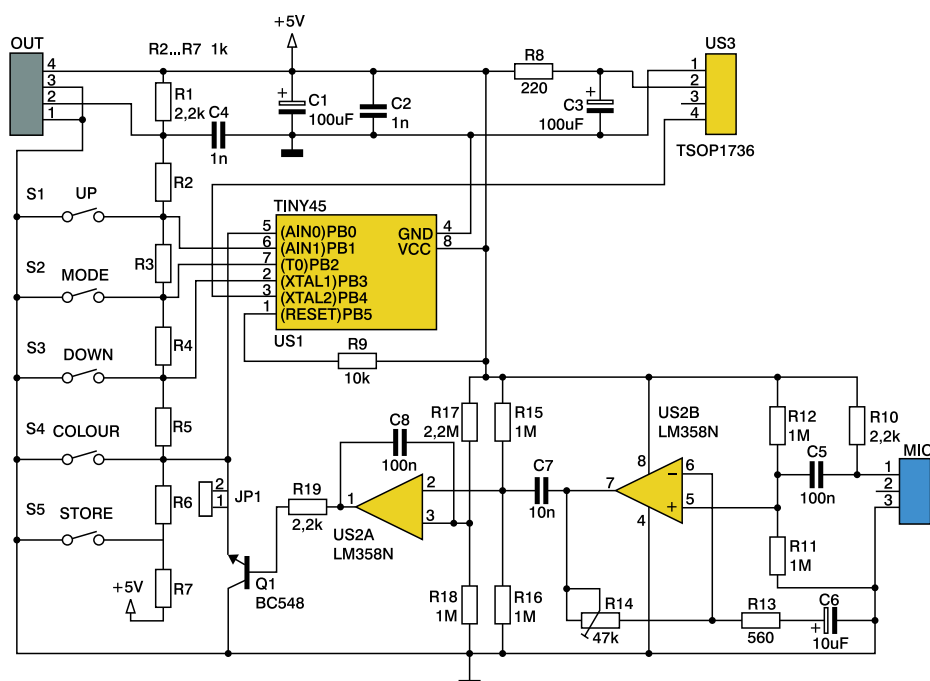 +5V
OUT
R2...R7 1k
US3
4
3
2
1
R1
2,2k
C4
1n
+
C1
100uF
C2
1n
R8
220
+
C3
100uF
1
2
3
4
TSOP1736
R2
S1
UP
TINY45
5
(AIN0)PB0
6
(AIN1)PB1
7
(T0)PB2
2
(XTAL1)PB3
3
(XTAL2)PB4
1
(RESET)PB5
GND
4
VCC
8
US1
R3
S2
MODE
R9
10k
S3
DOWN
R4
S4
COLOUR
R5
R17
2,2M
R15
1M
C8
100n
US2B
LM358N
R12
1M
R10
2,2k
C5
100n
MIC
1
2
3
S5
STORE
R6
2
1
JP1
R19
2,2k
1
2
3
US2A
LM358N
C7
10n
7
8
4
6
5
–
+
R11
1M
+5V
R7
Q1
BC548
R18
1M
R16
1M
R14
47k
R13
560
C6
+
10uF